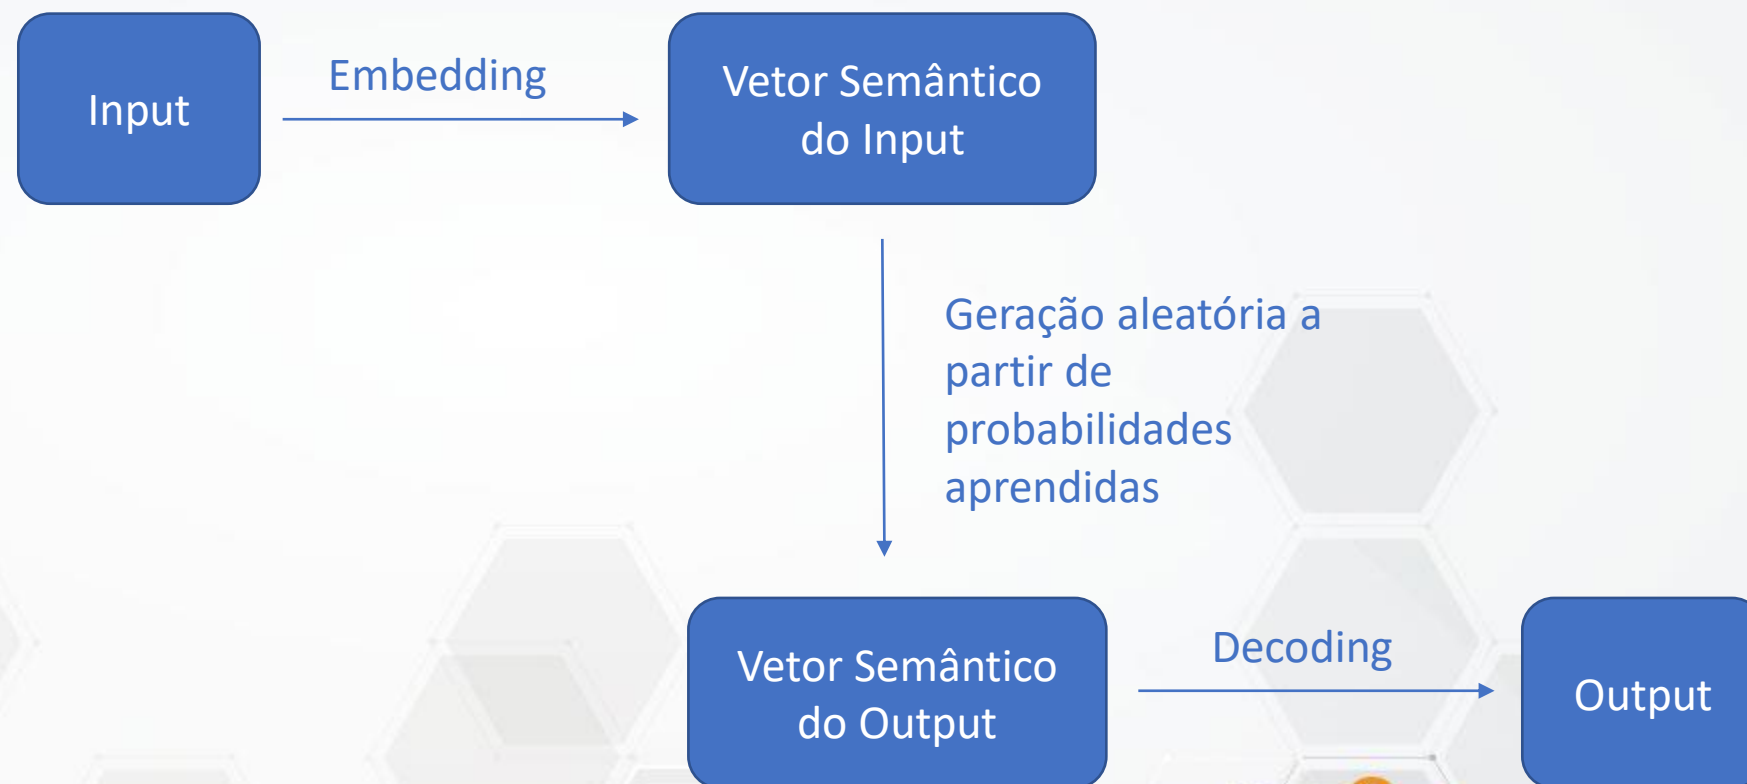 Input
Embedding
Vetor Semântico
do Input
Geração aleatória a
partir de
probabilidades
aprendidas
Vetor Semântico
do Output
Decoding
Output